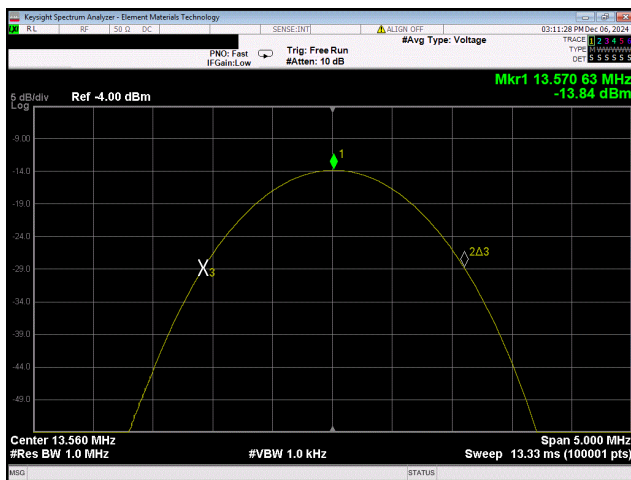 Keysight Spectrum Analyzer - Element Materials Technology
RL RF 50 Ω DC SENSE:INT ALIGN OFF 03:11:28 PM Dec 06, 2024
#Avg Type: Voltage TRACE 1 2 3 4 5 6
PNO: Fast Trig: Free Run TYPE M WWWWW
IFGain:Low #Atten: 10 dB DET S S S S S S
Mkr1 13.570 63 MHz
5 dB/div Ref -4.00 dBm -13.84 dBm
Log
-9.00
1
-14.0
-19.0
-24.0
2Δ3
-29.0
X3
-34.0
-39.0
-44.0
-49.0
Center 13.560 MHz Span 5.000 MHz
#Res BW 1.0 MHz #VBW 1.0 kHz Sweep 13.33 ms (100001 pts)
MSG STATUS